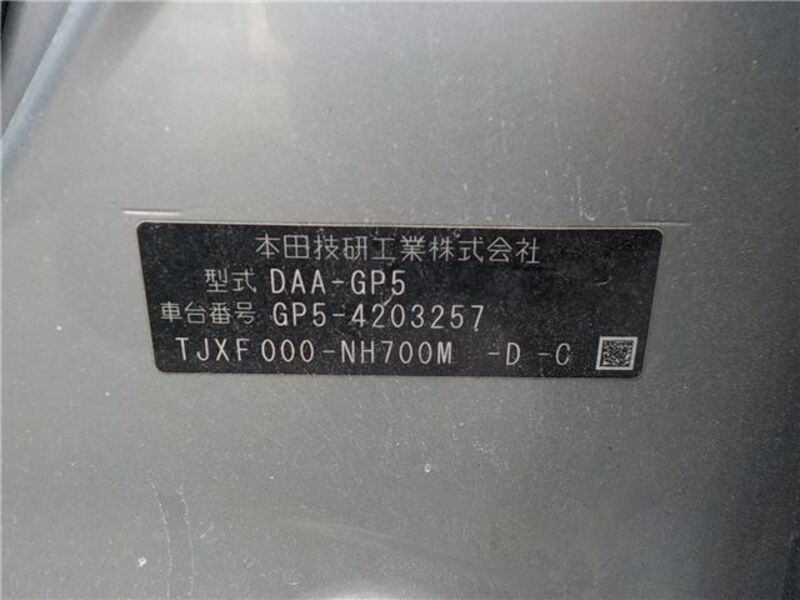 本田技研工業株式会社
型式 DAA-GP5
車台番号 GP5-4203257
TJXF000-NH700M -D -C